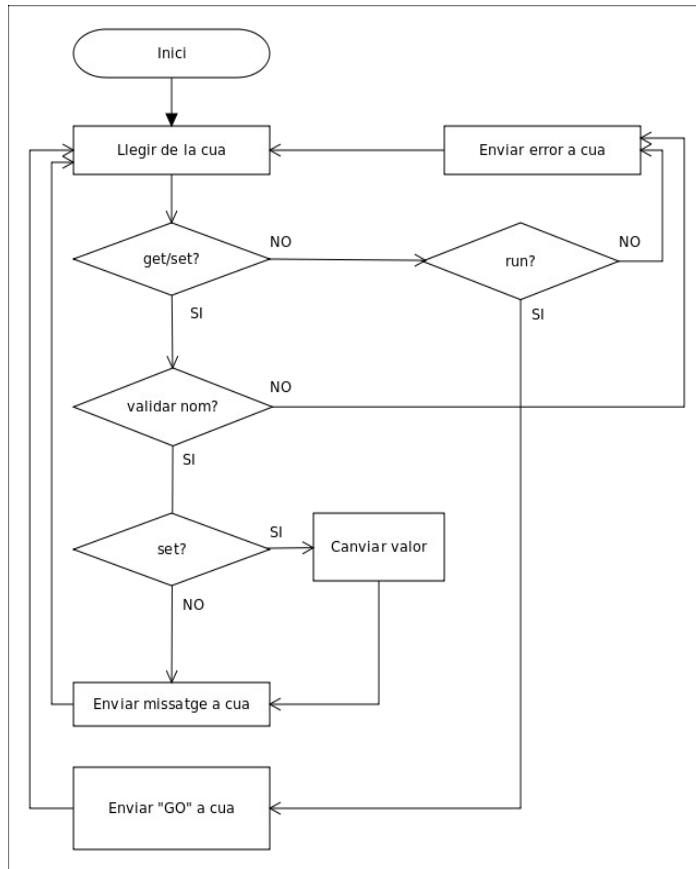 Inici
Llegir de la cua
Enviar error a cua
get/set?
NO
run?
NO
SI
SI
validar nom?
NO
SI
set?
SI
Canviar valor
NO
Enviar missatge a cua
Enviar "GO" a cua